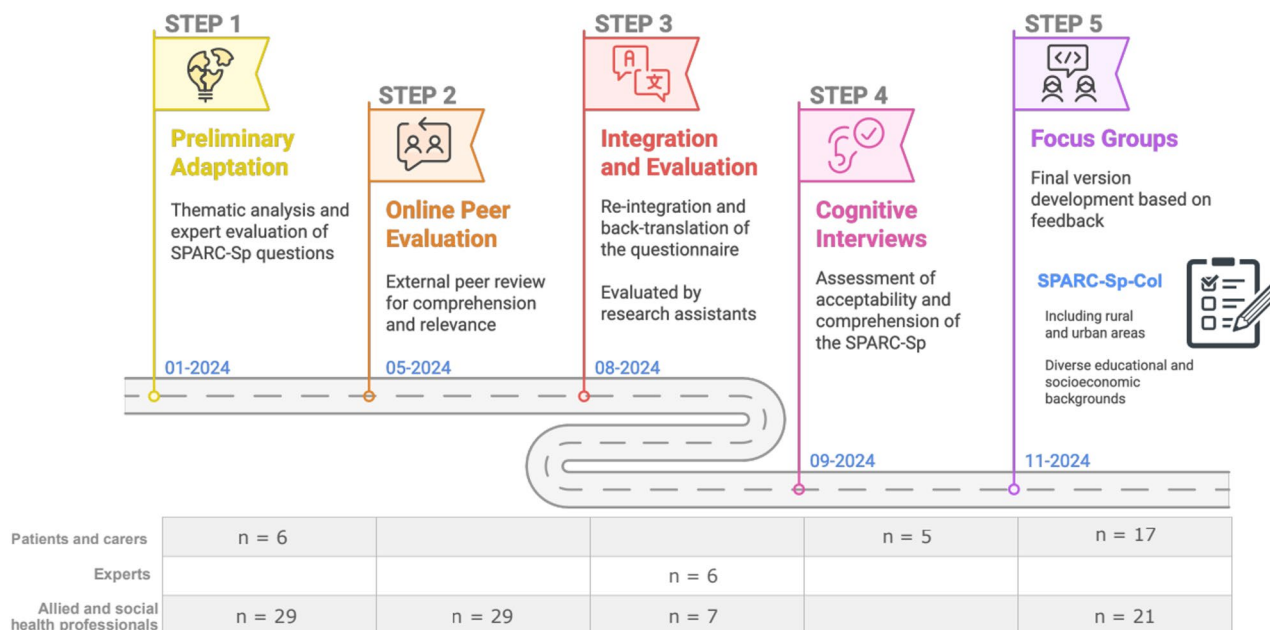 STEP 1
Preliminary
Adaptation
Thematic analysis and
expert evaluation of
SPARC-Sp questions
01-2024
STEP 2
Online Peer
Evaluation
External peer review
for comprehension
and relevance
05-2024
STEP 3
A
文
Integration
and Evaluation
Re-integration and
back-translation of
the questionnaire
Evaluated by
research assistants
08-2024
STEP 4
Cognitive
Interviews
Assessment of
acceptability and
comprehension of
the SPARC-Sp
09-2024
STEP 5
</>
Focus Groups
Final version
development based on
feedback
SPARC-Sp-Col
Including rural
and urban areas
Diverse educational and
socioeconomic
backgrounds
11-2024
Patients and carers n = 6 n = 5 n = 17
Experts n = 6
Allied and social
health professionals n = 29 n = 29 n = 7 n = 21